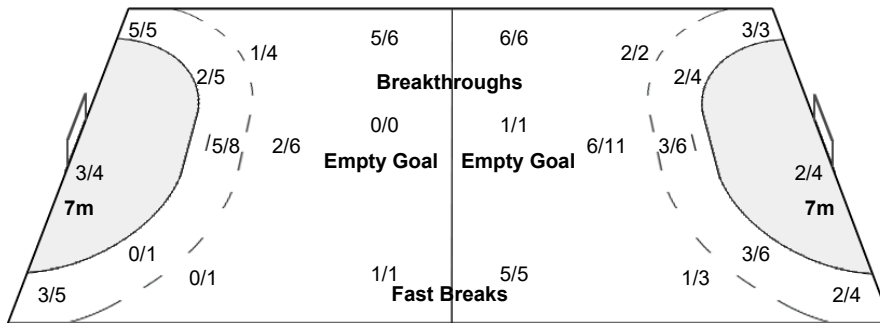 5/5 5/6 6/6 3/3
1/4 2/2
2/5 Breakthroughs 2/4
0/0 1/1
5/8 2/6 6/11 3/6
Empty Goal Empty Goal
3/4 2/4
7m 7m
0/1 3/6
0/1 1/1 5/5 1/3
3/5 Fast Breaks 2/4